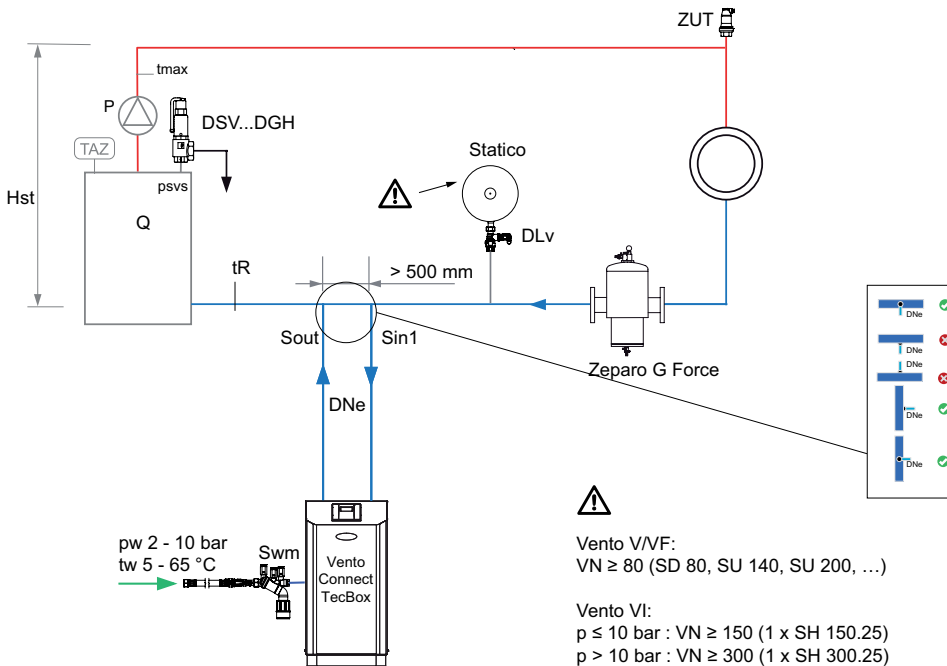 ZUT
tmax
P
DSV...DGH
TAZ
Statico
psvs
Hst
Q
DLv
tR
> 500 mm
Sout
Sin1
Zeparo G Force
DNe
DNe
DNe
DNe
DNe
DNe
pw 2 - 10 bar
tw 5 - 65 °C
Swm
Vento
Connect
TecBox
Vento V/VF:
VN ≥ 80 (SD 80, SU 140, SU 200, …)
Vento VI:
p ≤ 10 bar : VN ≥ 150 (1 x SH 150.25)
p > 10 bar : VN ≥ 300 (1 x SH 300.25)